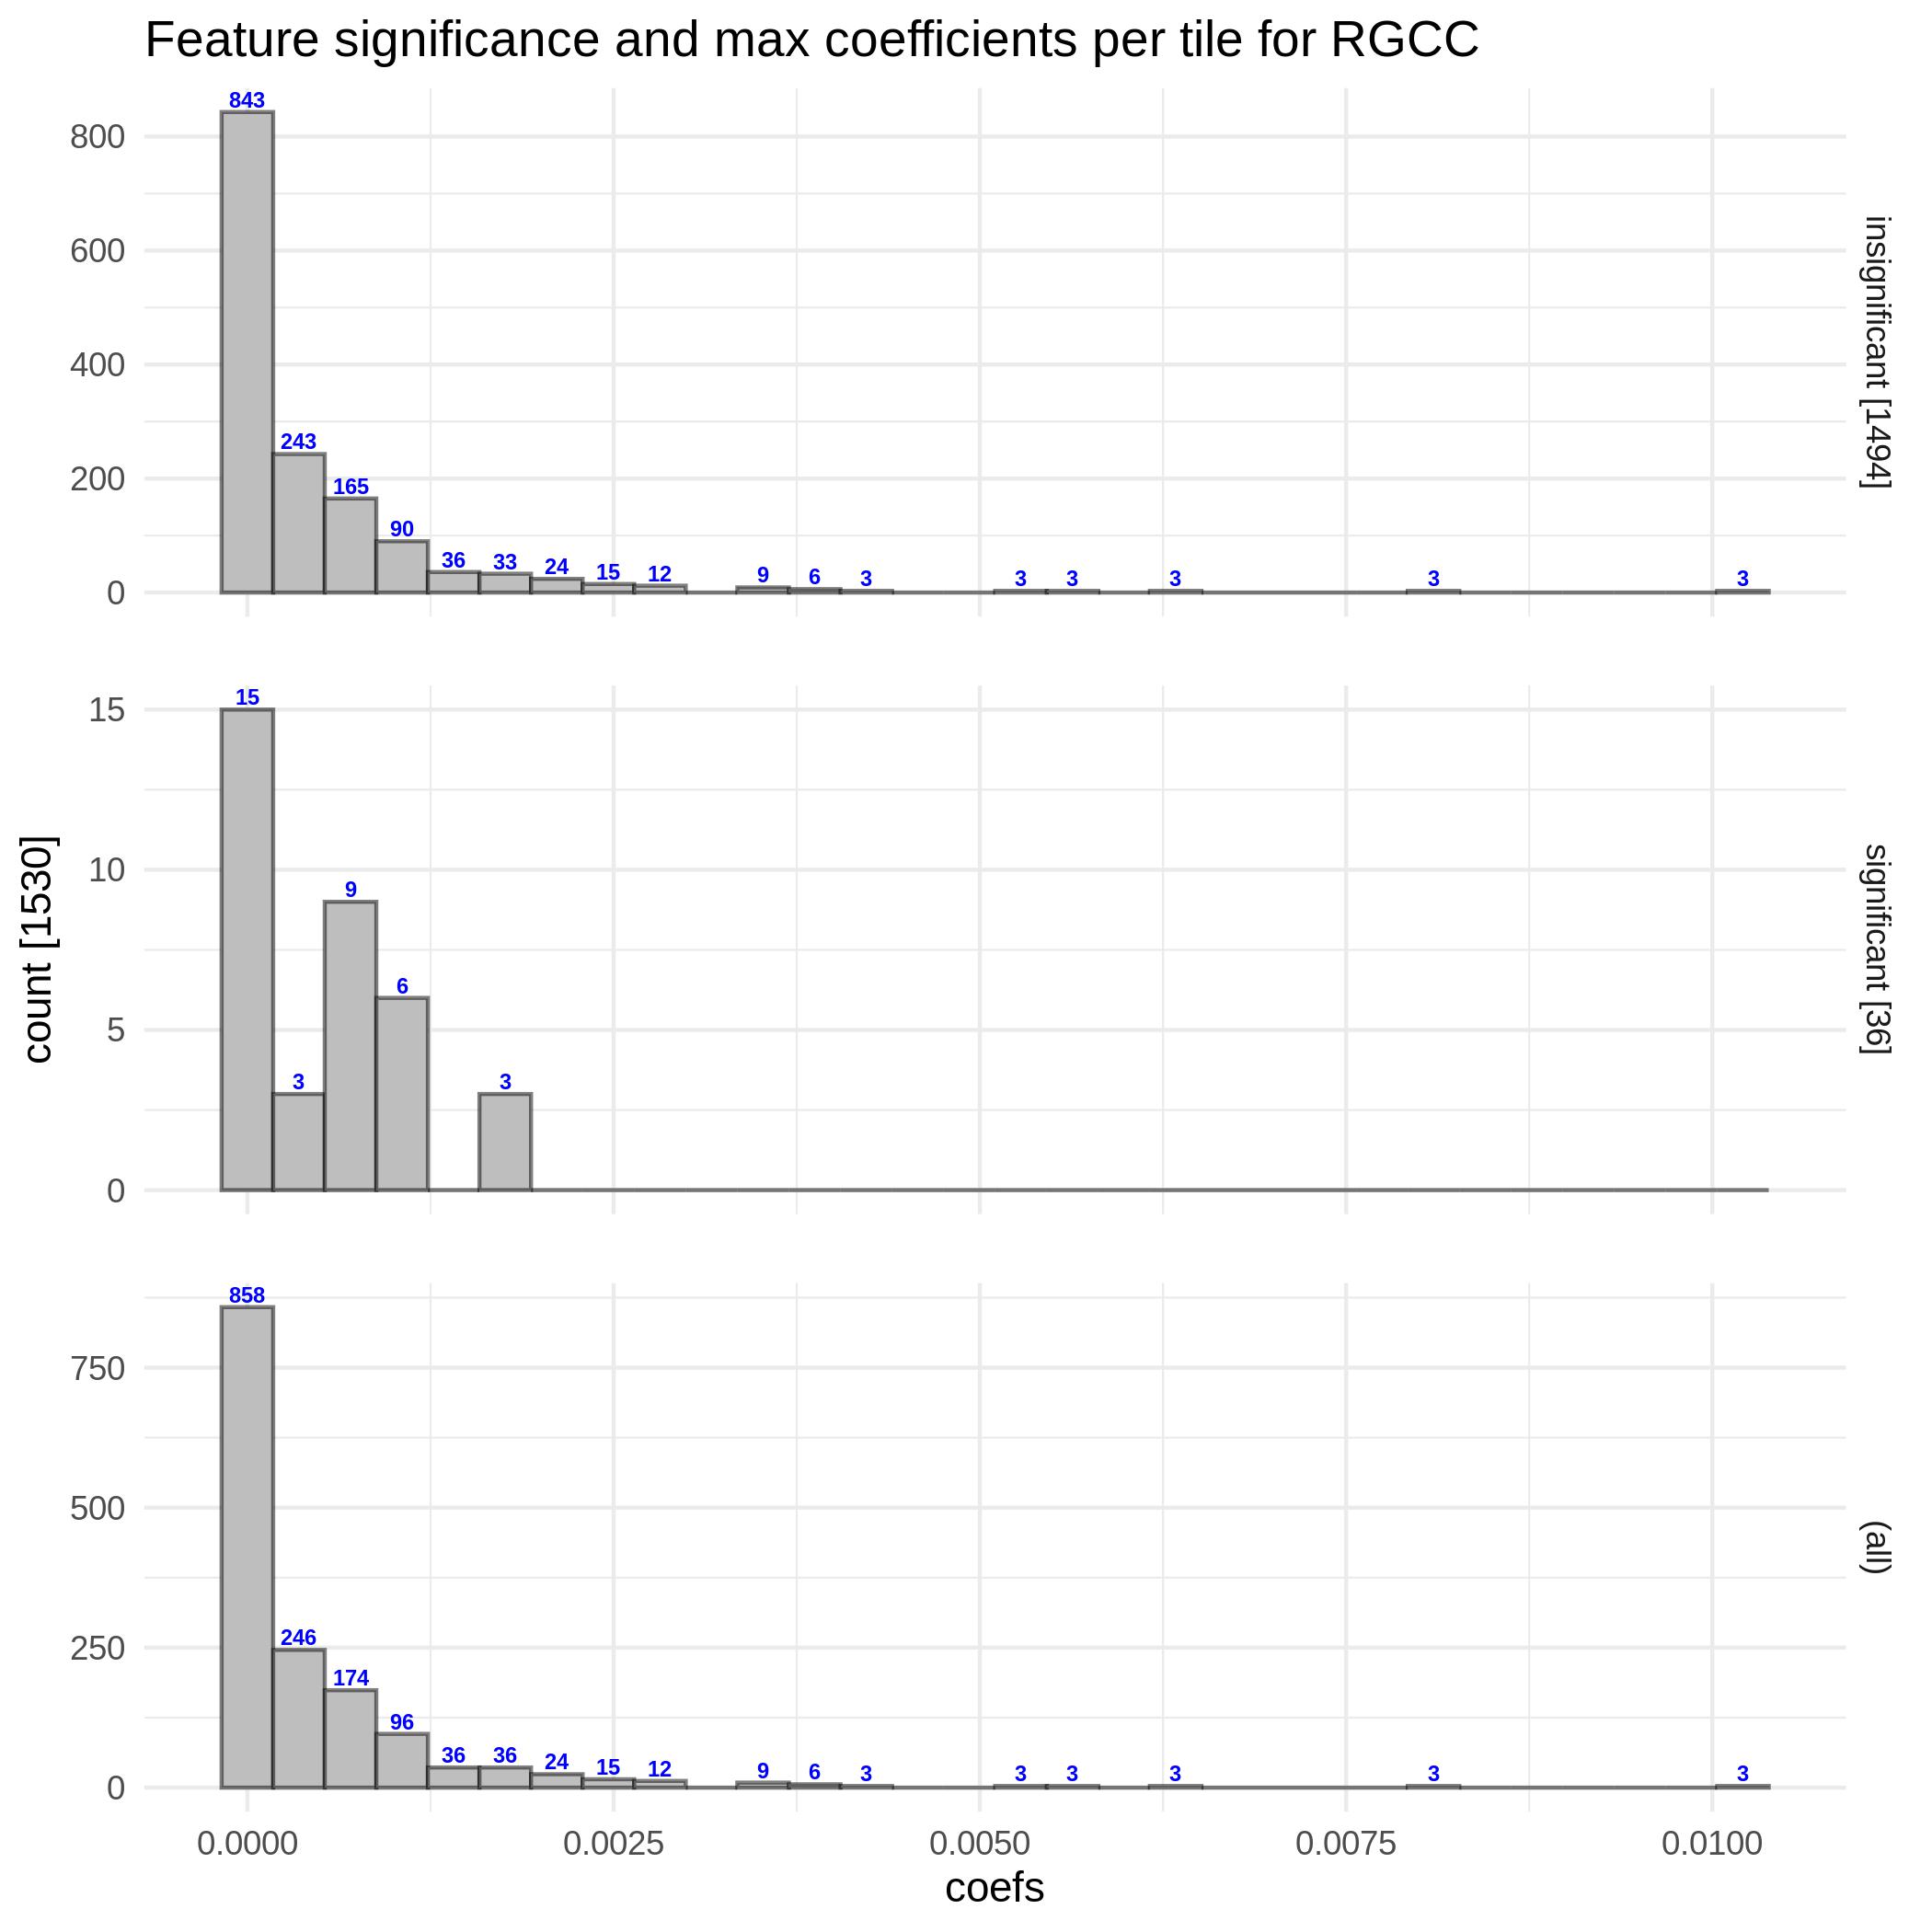 Feature significance and max coefficients per tile for RGCC
843
800
600
400
243
200
165
90
36 33 24 15 12 9 6 3 3 3 3 3 3
0
insignificant [1494]
15
15
10
9
6
5
3 3
0
significant [36]
count [1530]
858
750
500
250
246
174
96
36 36 24 15 12 9 6 3 3 3 3 3 3
0
(all)
0.0000 0.0025 0.0050 0.0075 0.0100
coefs